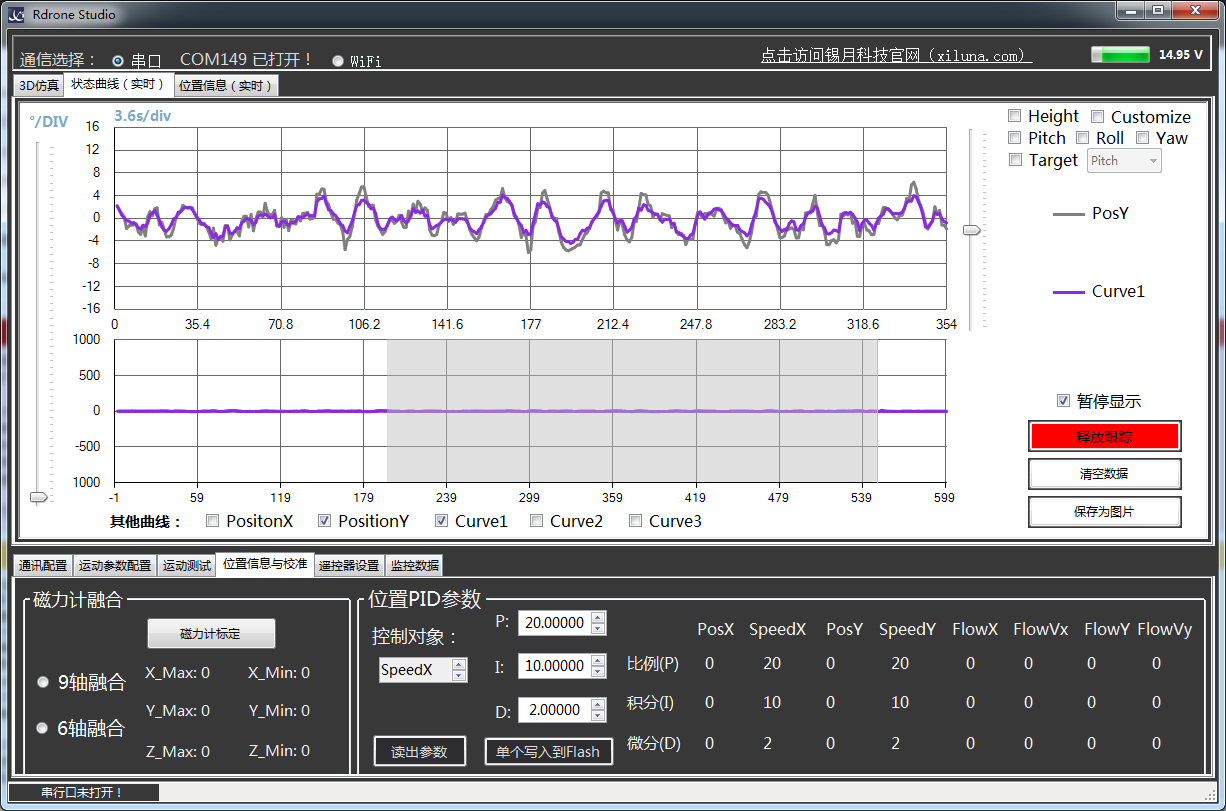 Rdrone Studio
通信选择： 串口 COM149 已打开！ WiFi 点击访问锡月科技官网（xiluna.com） 14.95 V
3D仿真 状态曲线（实时） 位置信息（实时）
°/DIV 3.6s/div
16
12
8
4
0
-4
-8
-12
-16
0 35.4 70.8 106.2 141.6 177 212.4 247.8 283.2 318.6 354
1000
500
0
-500
1000
-1 59 119 179 239 299 359 419 479 539 599
其他曲线： PositonX PositionY Curve1 Curve2 Curve3
Height Customize
Pitch Roll Yaw
Target Pitch
PosY
Curve1
暂停显示
释放跟踪
清空数据
保存为图片
通讯配置 运动参数配置 运动测试 位置信息与校准 遥控器设置 监控数据
磁力计融合
磁力计标定
9轴融合
6轴融合
X_Max: 0 X_Min: 0
Y_Max: 0 Y_Min: 0
Z_Max: 0 Z_Min: 0
位置PID参数
控制对象：
SpeedX
P: 20.00000
I: 10.00000
D: 2.00000
读出参数 单个写入到Flash
PosX SpeedX PosY SpeedY FlowX FlowVx FlowY FlowVy
比例(P) 0 20 0 20 0 0 0 0
积分(I) 0 10 0 10 0 0 0 0
微分(D) 0 2 0 2 0 0 0 0
串行口未打开！